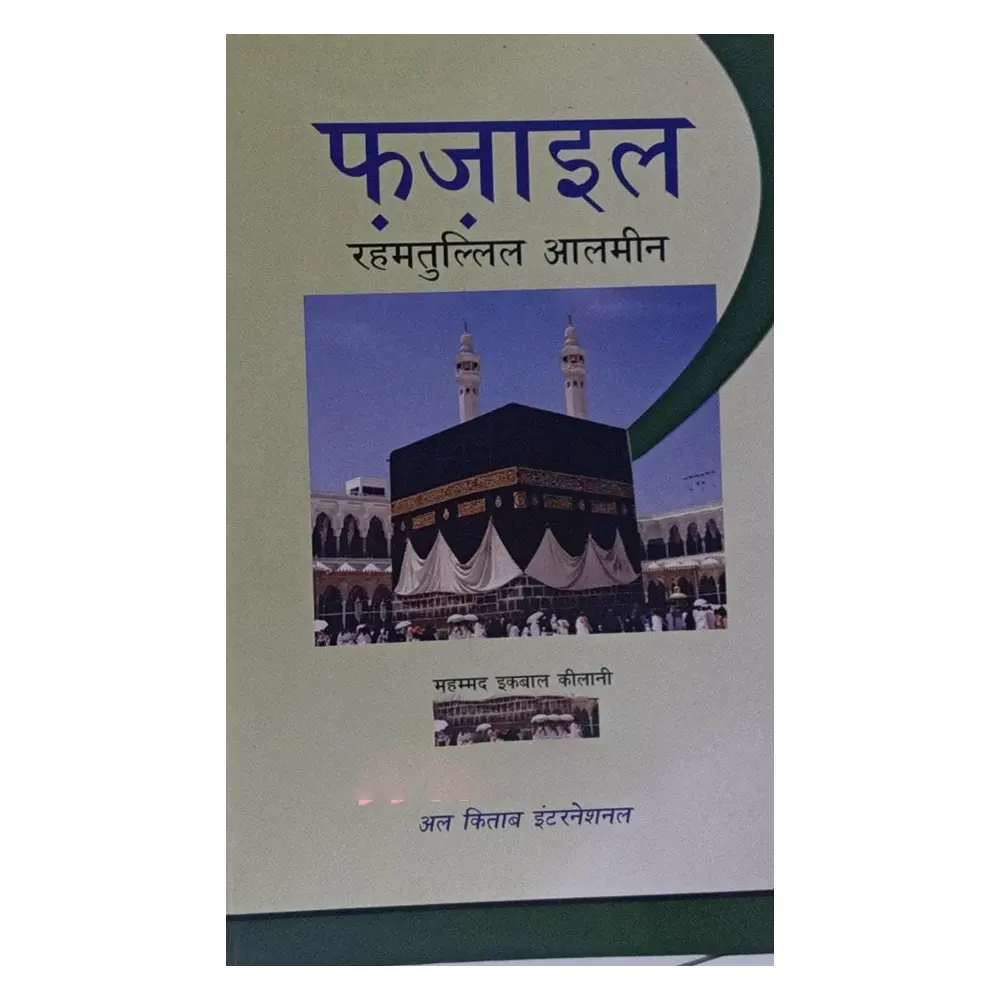 फ़ज़ाइल
रहमतुल्लिल आलमीन
महम्मद इकबाल कीलानी
अल किताब इंटरनेशनल